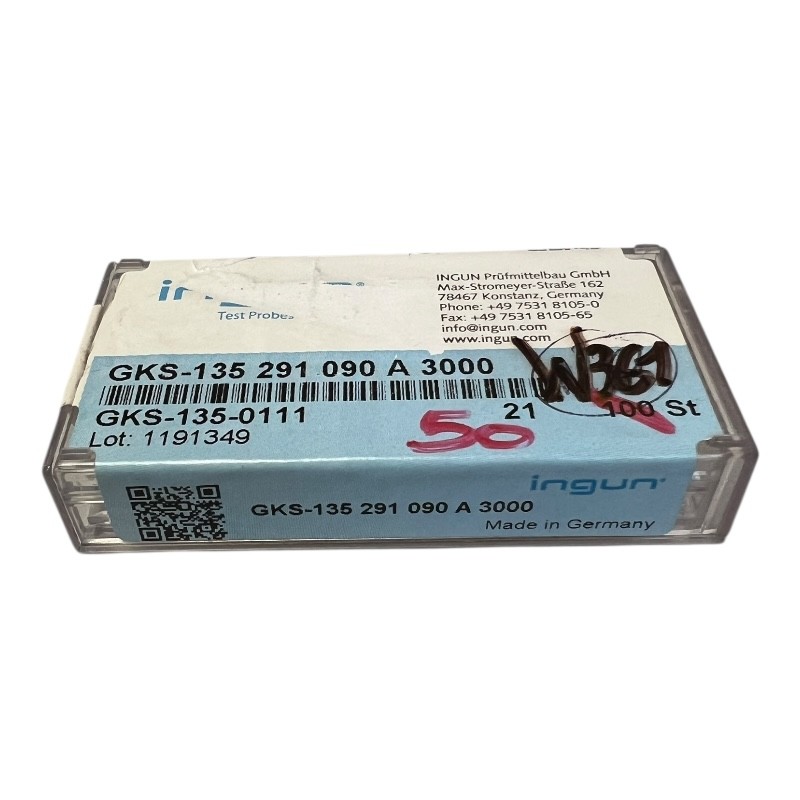 Test Probes
INGUN Prüfmittelbau GmbH
Max-Stromeyer-Straße 162
78467 Konstanz, Germany
Phone: +49 7531 8105-0
Fax: +49 7531 8105-65
info@ingun.com
www.ingun.com
GKS-135 291 090 A 3000
W361
GKS-135-0111
21
100 St
50
Lot: 1191349
ingun
GKS-135 291 090 A 3000
Made in Germany